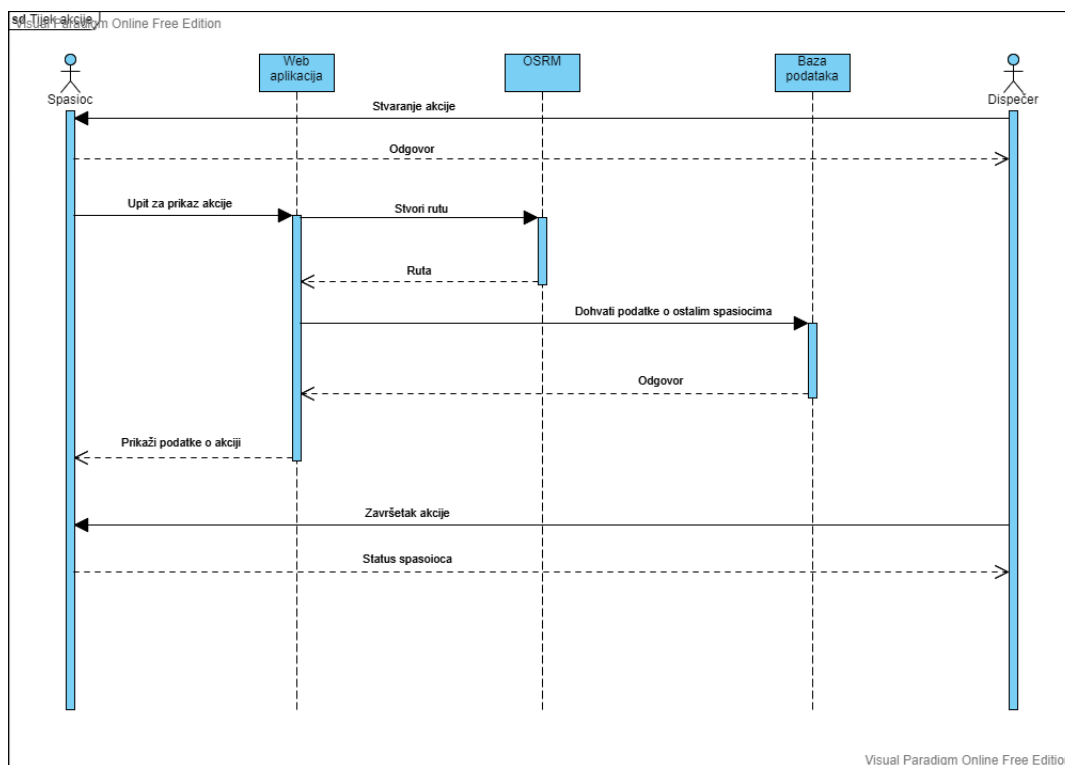 sd Tijek akcije
Visual Paradigm Online Free Edition
Web
aplikacija
OSRM
Baza
podataka
Spasioc
Dispečer
Stvaranje akcije
Odgovor
Upit za prikaz akcije
Stvori rutu
Ruta
Dohvati podatke o ostalim spasiocima
Odgovor
Prikaži podatke o akciji
Završetak akcije
Status spasoioca
Visual Paradigm Online Free Edition